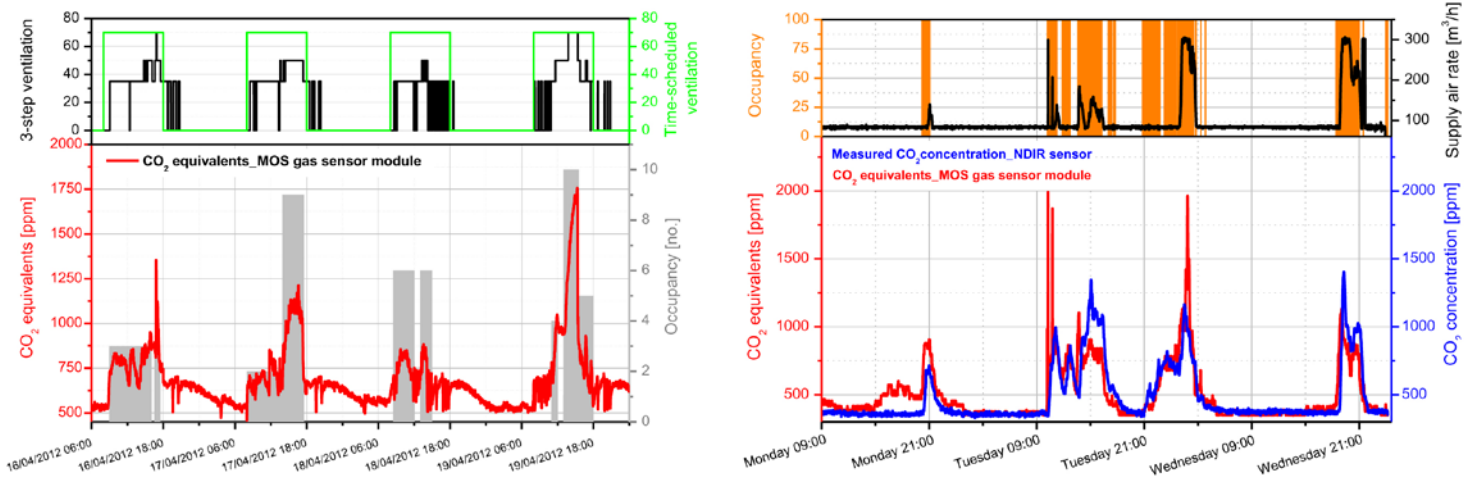 3-step ventilation
80
60
40
20
0
80
60
40
20
0
Time-scheduled
ventilation
CO2 equivalents_MOS gas sensor module
CO2 equivalents [ppm]
2000
1750
1500
1250
1000
750
500
10
8
6
4
2
0
Occupancy [no.]
16/04/2012 06:00
16/04/2012 18:00
17/04/2012 06:00
17/04/2012 18:00
18/04/2012 06:00
18/04/2012 18:00
19/04/2012 06:00
19/04/2012 18:00
Occupancy
100
75
50
25
0
300
200
100
Supply air rate [m³/h]
Measured CO2concentration_NDIR sensor
CO2 equivalents_MOS gas sensor module
CO2 equivalents [ppm]
2000
1500
1000
500
2000
1500
1000
500
CO2 concentration [ppm]
Monday 09:00
Monday 21:00
Tuesday 09:00
Tuesday 21:00
Wednesday 09:00
Wednesday 21:00